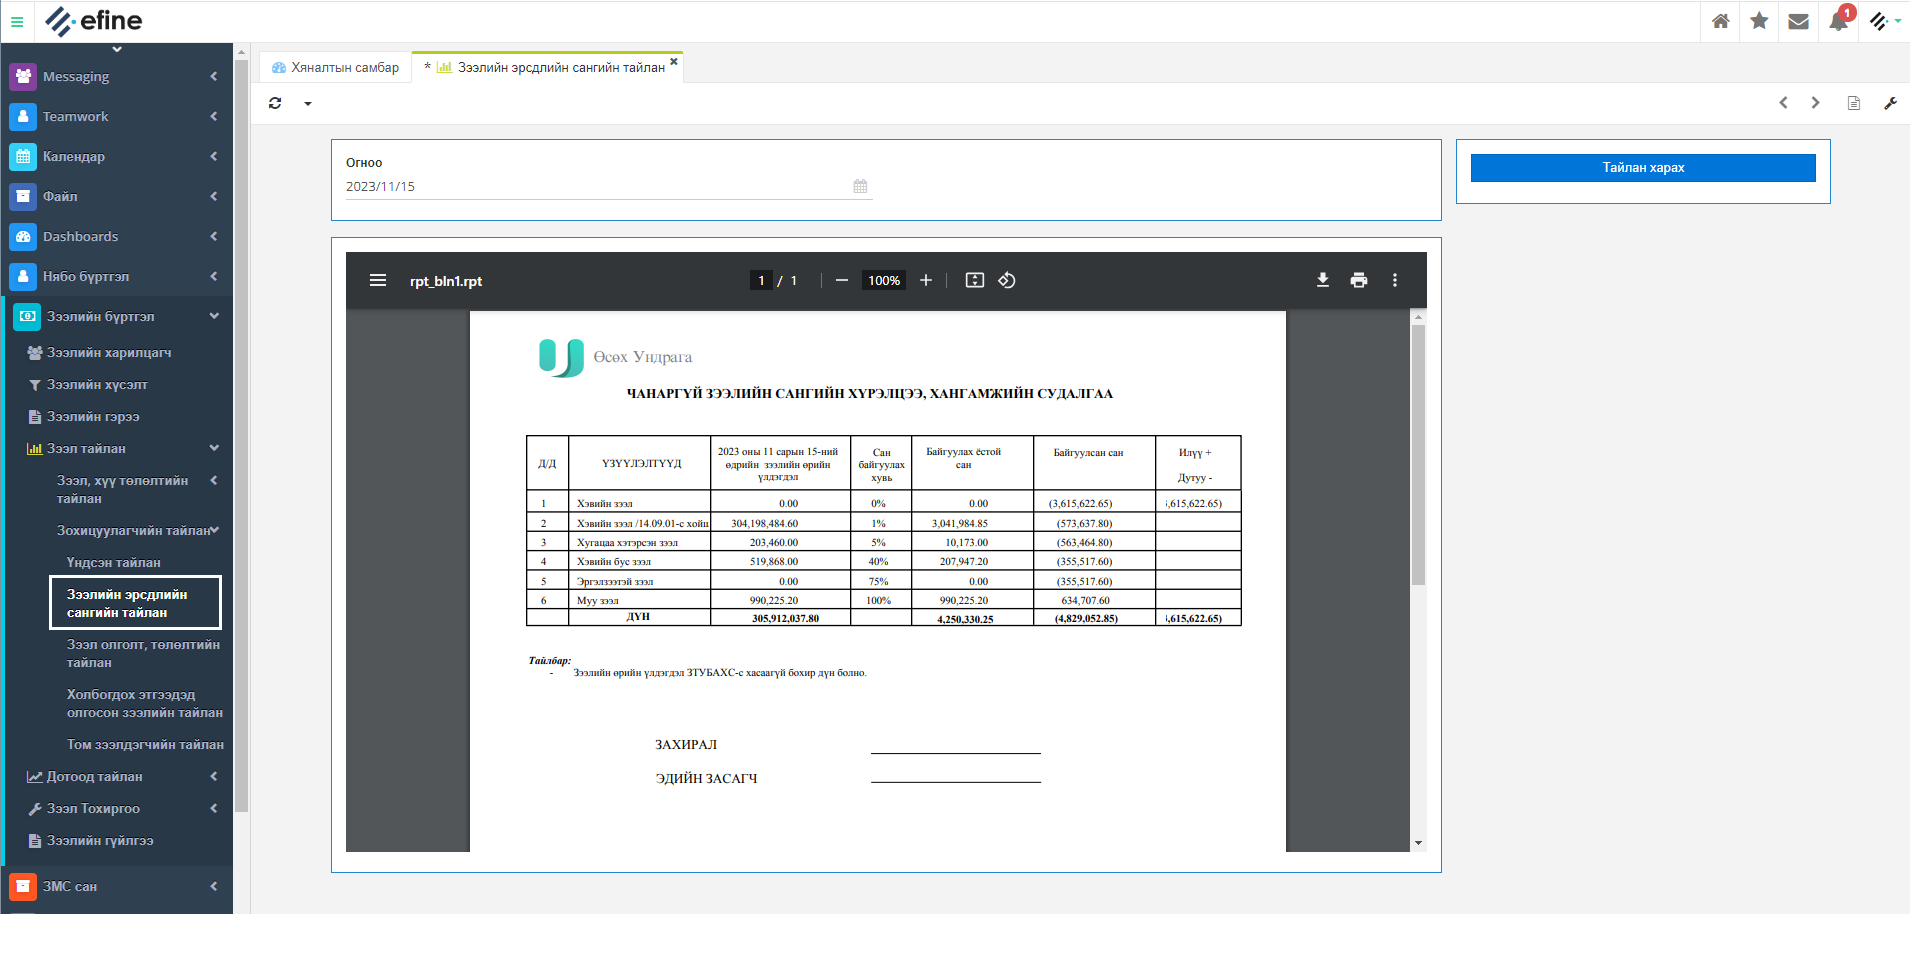 efine
1
Messaging
Teamwork
Календар
Файл
Dashboards
Нябо бүртгэл
Зээлийн бүртгэл
Зээлийн харилцагч
Зээлийн хүсэлт
Зээлийн гэрээ
Зээл тайлан
Зээл, хүү төлөлтийн
тайлан
Зохицуулагчийн тайлан
Үндсэн тайлан
Зээлийн эрсдлийн
сангийн тайлан
Зээл олголт, төлөлтийн
тайлан
Холбогдох этгээдэд
олгосон зээлийн тайлан
Том зээлдэгчийн тайлан
Дотоод тайлан
Зээл Тохиргоо
Зээлийн гүйлгээ
ЗМС сан
Хяналтын самбар
* Зээлийн эрсдлийн сангийн тайлан
Огноо
2023/11/15
Тайлан харах
rpt_bln1.rpt
1 / 1
100%
Өсөх Ундрага
ЧАНАРГҮЙ ЗЭЭЛИЙН САНГИЙН ХҮРЭЛЦЭЭ, ХАНГАМЖИЙН СУДАЛГАА
Д/Д ҮЗҮҮЛЭЛТҮҮД 2023 оны 11 сарын 15-ний өдрийн зээлийн өрийн үлдэгдэл Сан байгуулах хувь Байгуулах ёстой сан Байгуулсан сан Илүү + Дутуу -
1 Хэвийн зээл 0.00 0% 0.00 (3,615,622.65) ,615,622.65)
2 Хэвийн зээл /14.09.01-с хойш 304,198,484.60 1% 3,041,984.85 (573,637.80)
3 Хугацаа хэтэрсэн зээл 203,460.00 5% 10,173.00 (563,464.80)
4 Хэвийн бус зээл 519,868.00 40% 207,947.20 (355,517.60)
5 Эргэлзээтэй зээл 0.00 75% 0.00 (355,517.60)
6 Муу зээл 990,225.20 100% 990,225.20 634,707.60
ДҮН 305,912,037.80 4,250,330.25 (4,829,052.85) ,615,622.65)
Тайлбар:
- Зээлийн өрийн үлдэгдэл ЗТУБАХС-с хасаагүй бохир дүн болно.
ЗАХИРАЛ
ЭДИЙН ЗАСАГЧ